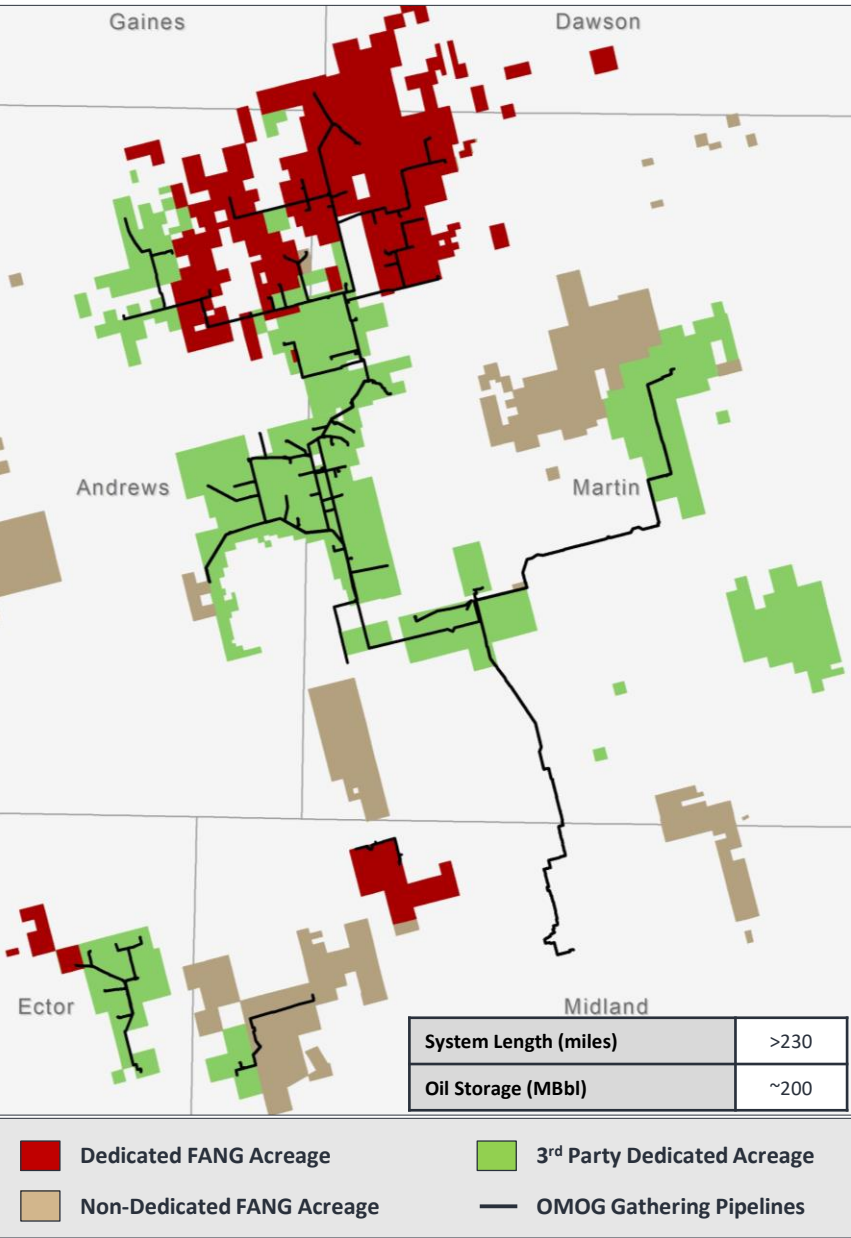 Gaines
Dawson
Andrews
Martin
Ector
Midland
System Length (miles) >230
Oil Storage (MBbl) ~200
Dedicated FANG Acreage
3rd Party Dedicated Acreage
Non-Dedicated FANG Acreage
OMOG Gathering Pipelines